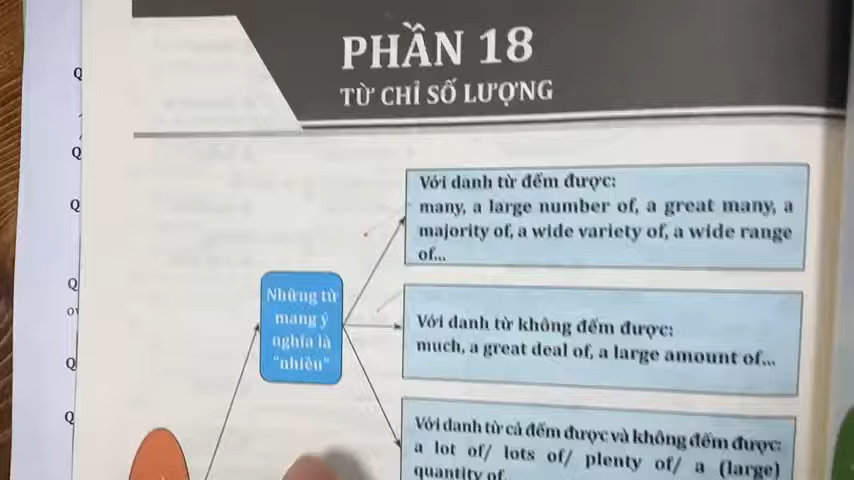 PHẦN 18
TỪ CHỈ SỐ LƯỢNG
Với danh từ đếm được:
many, a large number of, a great many, a
majority of, a wide variety of, a wide range
of...
Những từ
mang ý
nghĩa là
"nhiều"
Với danh từ không đếm được:
much, a great deal of, a large amount of...
Với danh từ cả đếm được và không đếm được:
a lot of/ lots of/ plenty of/ a (large)
quantity of...
Q
Q
Q
Q
Q
Q